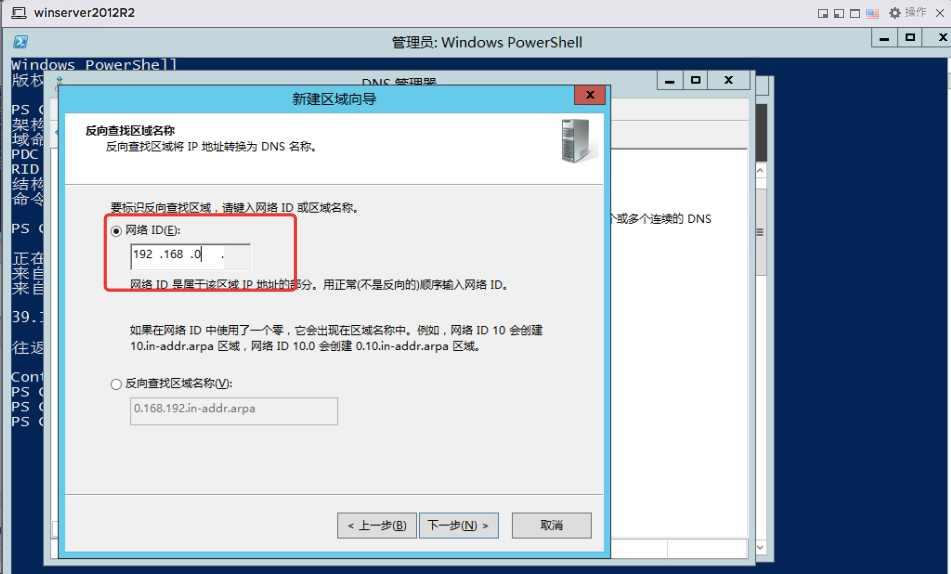 winserver2012R2
操作
管理员: Windows PowerShell
Windows PowerShell
版权
DNS 管理器
新建区域向导
PS C
架构
域命
PDC
RID
结构
命令
PS C
正在
来自
来自
往返
Cont
PS C
PS C
PS C
反向查找区域名称
反向查找区域将 IP 地址转换为 DNS 名称。
要标识反向查找区域，请键入网络 ID 或区域名称。
个或多个连续的 DNS
网络 ID(E):
192 .168 .0 .
网络 ID 是属于该区域 IP 地址的部分。用正常(不是反向的)顺序输入网络 ID。
如果在网络 ID 中使用了一个零，它会出现在区域名称中。例如，网络 ID 10 会创建
10.in-addr.arpa 区域，网络 ID 10.0 会创建 0.10.in-addr.arpa 区域。
反向查找区域名称(V):
0.168.192.in-addr.arpa
< 上一步(B)
下一步(N) >
取消